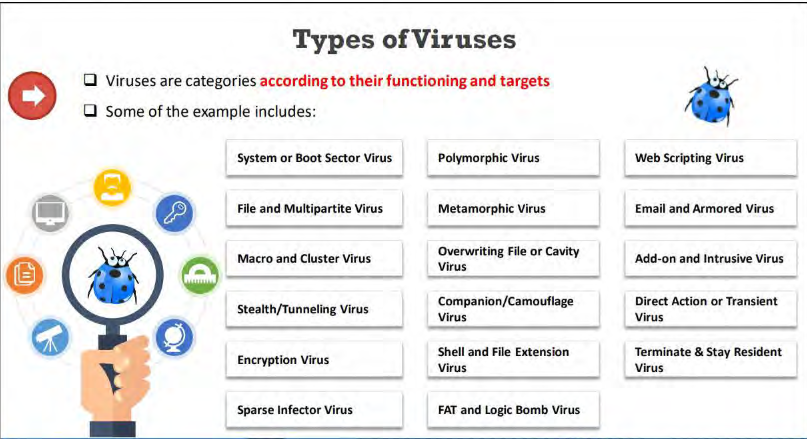 Types of Viruses
Viruses are categories according to their functioning and targets
Some of the example includes:
System or Boot Sector Virus
Polymorphic Virus
Web Scripting Virus
File and Multipartite Virus
Metamorphic Virus
Email and Armored Virus
Macro and Cluster Virus
Overwriting File or Cavity
Virus
Add-on and Intrusive Virus
Stealth/Tunneling Virus
Companion/Camouflage
Virus
Direct Action or Transient
Virus
Encryption Virus
Shell and File Extension
Virus
Terminate & Stay Resident
Virus
Sparse Infector Virus
FAT and Logic Bomb Virus